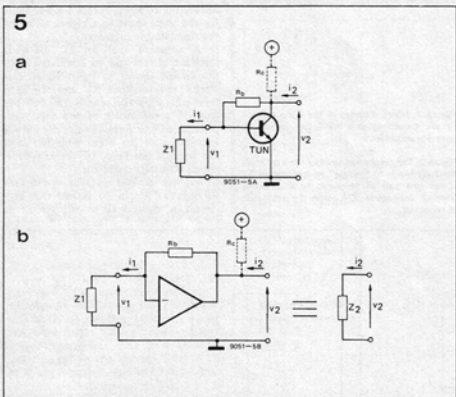 5
a
+
Rc
i2
Rb
i1
Z1
v1
TUN
v2
9051-5A
b
+
Rb
Rc
i2
i1
Z1
v1
−
v2
9051-5B
≡
i2
Z2
v2